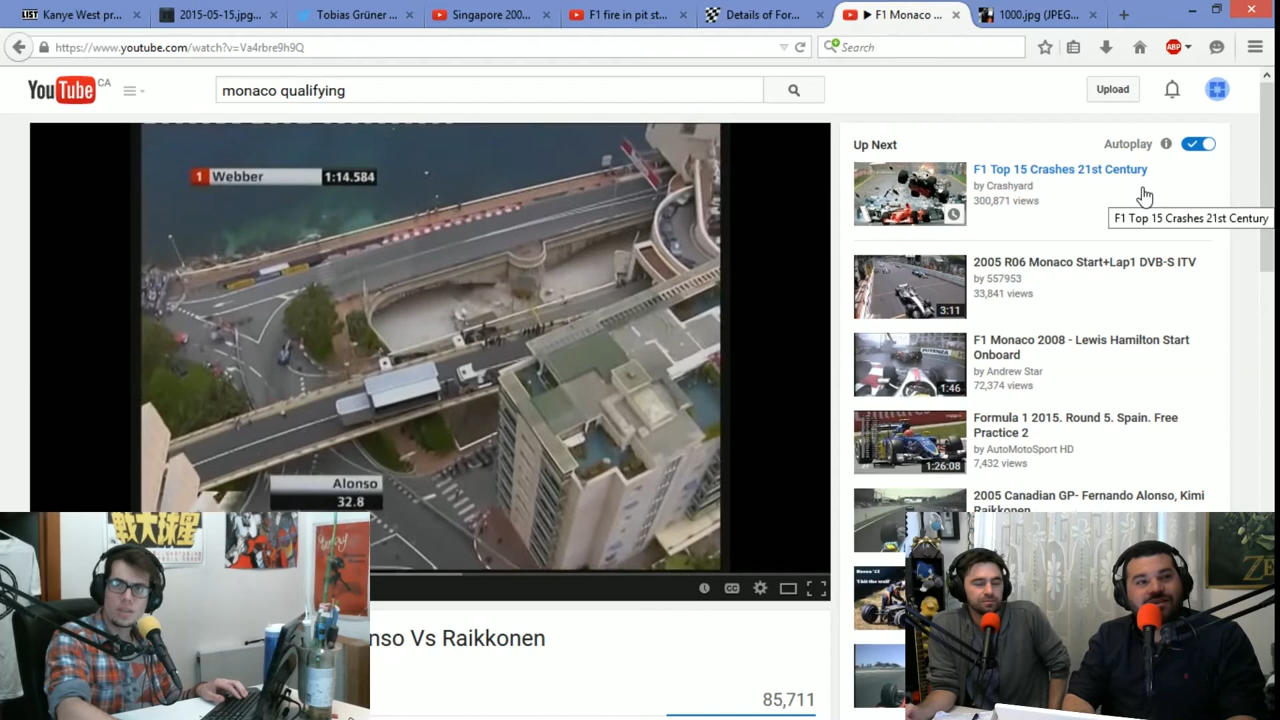 Kanye West pr...
2015-05-15.jpg...
Tobias Grüner ...
Singapore 200...
F1 fire in pit st...
Details of For...
▶ F1 Monaco ...
1000.jpg (JPEG...
https://www.youtube.com/watch?v=Va4rbre9h9Q
Search
ABP
YouTube CA
monaco qualifying
Upload
1 Webber 1:14.584
Alonso
32.8
Up Next
Autoplay
F1 Top 15 Crashes 21st Century
by Crashyard
300,871 views
F1 Top 15 Crashes 21st Century
2005 R06 Monaco Start+Lap1 DVB-S ITV
by 557953
33,841 views
3:11
F1 Monaco 2008 - Lewis Hamilton Start
Onboard
by Andrew Star
72,374 views
1:46
Formula 1 2015. Round 5. Spain. Free
Practice 2
by AutoMotoSport HD
7,432 views
1:26:08
2005 Canadian GP- Fernando Alonso, Kimi
Raikkonen
nso Vs Raikkonen
85,711